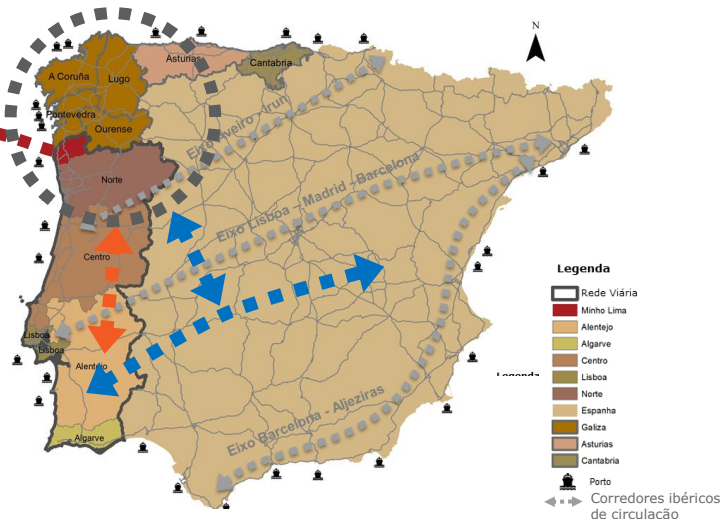 N
Asturias
Cantabria
A Coruña
Lugo
Pontevedra
Ourense
Eixo Aveiro - Irun
Norte
Eixo Lisboa – Madrid - Barcelona
Centro
Lisboa
Lisboa
Alentejo
Eixo Barcelona - Aljeziras
Algarve
Legenda
Rede Viária
Minho Lima
Alentejo
Algarve
Centro
Lisboa
Norte
Espanha
Galiza
Asturias
Cantabria
Porto
Corredores ibéricos
de circulação
Legenda